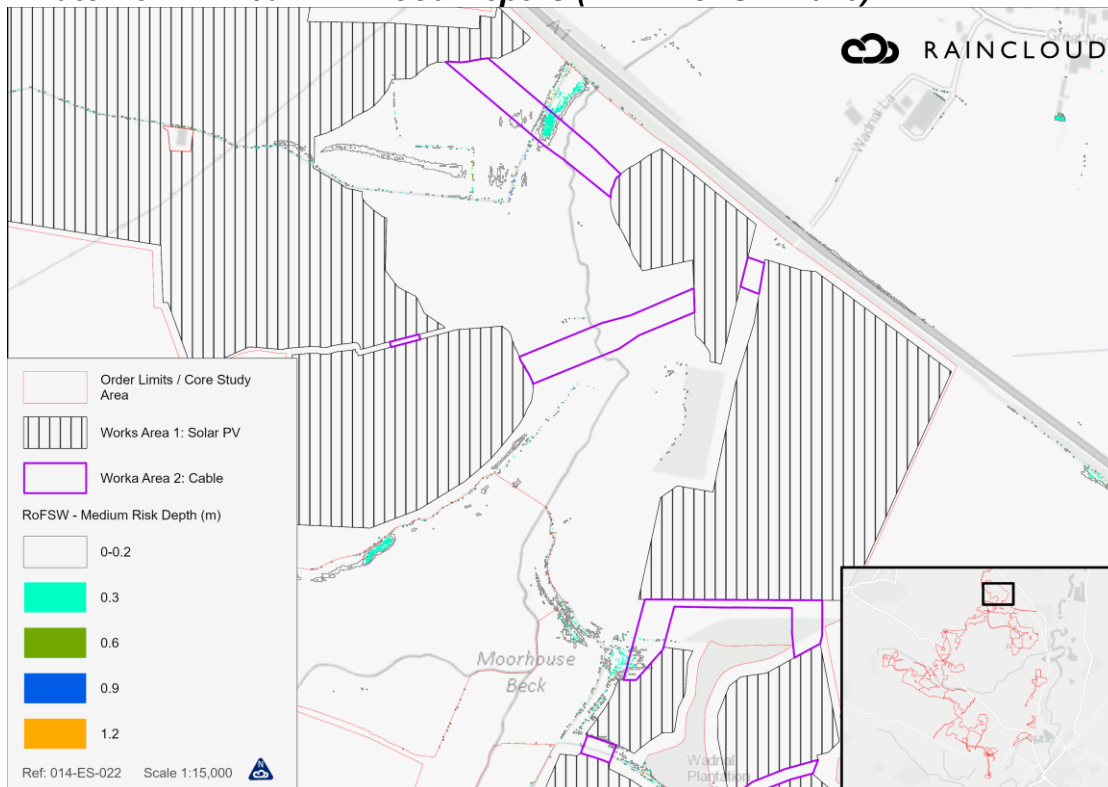 RAINCLOUD
A1
Great Nor
Wadnal La
Order Limits / Core Study
Area
Works Area 1: Solar PV
Worka Area 2: Cable
RoFSW - Medium Risk Depth (m)
0-0.2
0.3
0.6
0.9
1.2
Moorhouse
Beck
Wadnal
Plantation
Ref: 014-ES-022 Scale 1:15,000